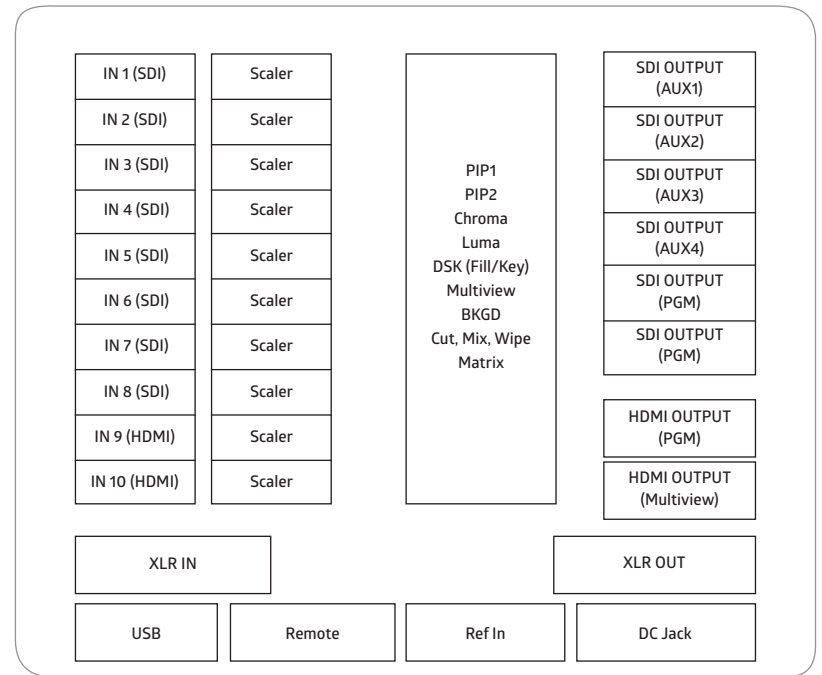 IN 1 (SDI)
IN 2 (SDI)
IN 3 (SDI)
IN 4 (SDI)
IN 5 (SDI)
IN 6 (SDI)
IN 7 (SDI)
IN 8 (SDI)
IN 9 (HDMI)
IN 10 (HDMI)
Scaler
Scaler
Scaler
Scaler
Scaler
Scaler
Scaler
Scaler
Scaler
Scaler
PIP1
PIP2
Chroma
Luma
DSK (Fill/Key)
Multiview
BKGD
Cut, Mix, Wipe
Matrix
SDI OUTPUT
(AUX1)
SDI OUTPUT
(AUX2)
SDI OUTPUT
(AUX3)
SDI OUTPUT
(AUX4)
SDI OUTPUT
(PGM)
SDI OUTPUT
(PGM)
HDMI OUTPUT
(PGM)
HDMI OUTPUT
(Multiview)
XLR IN
XLR OUT
USB
Remote
Ref In
DC Jack